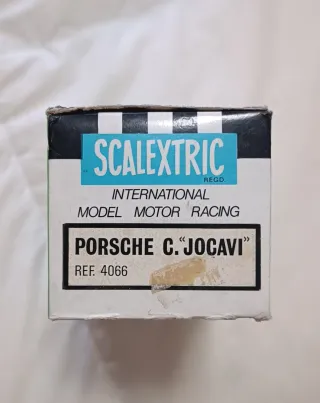 SCALEXTRIC
REGD
INTERNATIONAL
MODEL MOTOR RACING
PORSCHE C. "JOCAVI"
REF. 4066